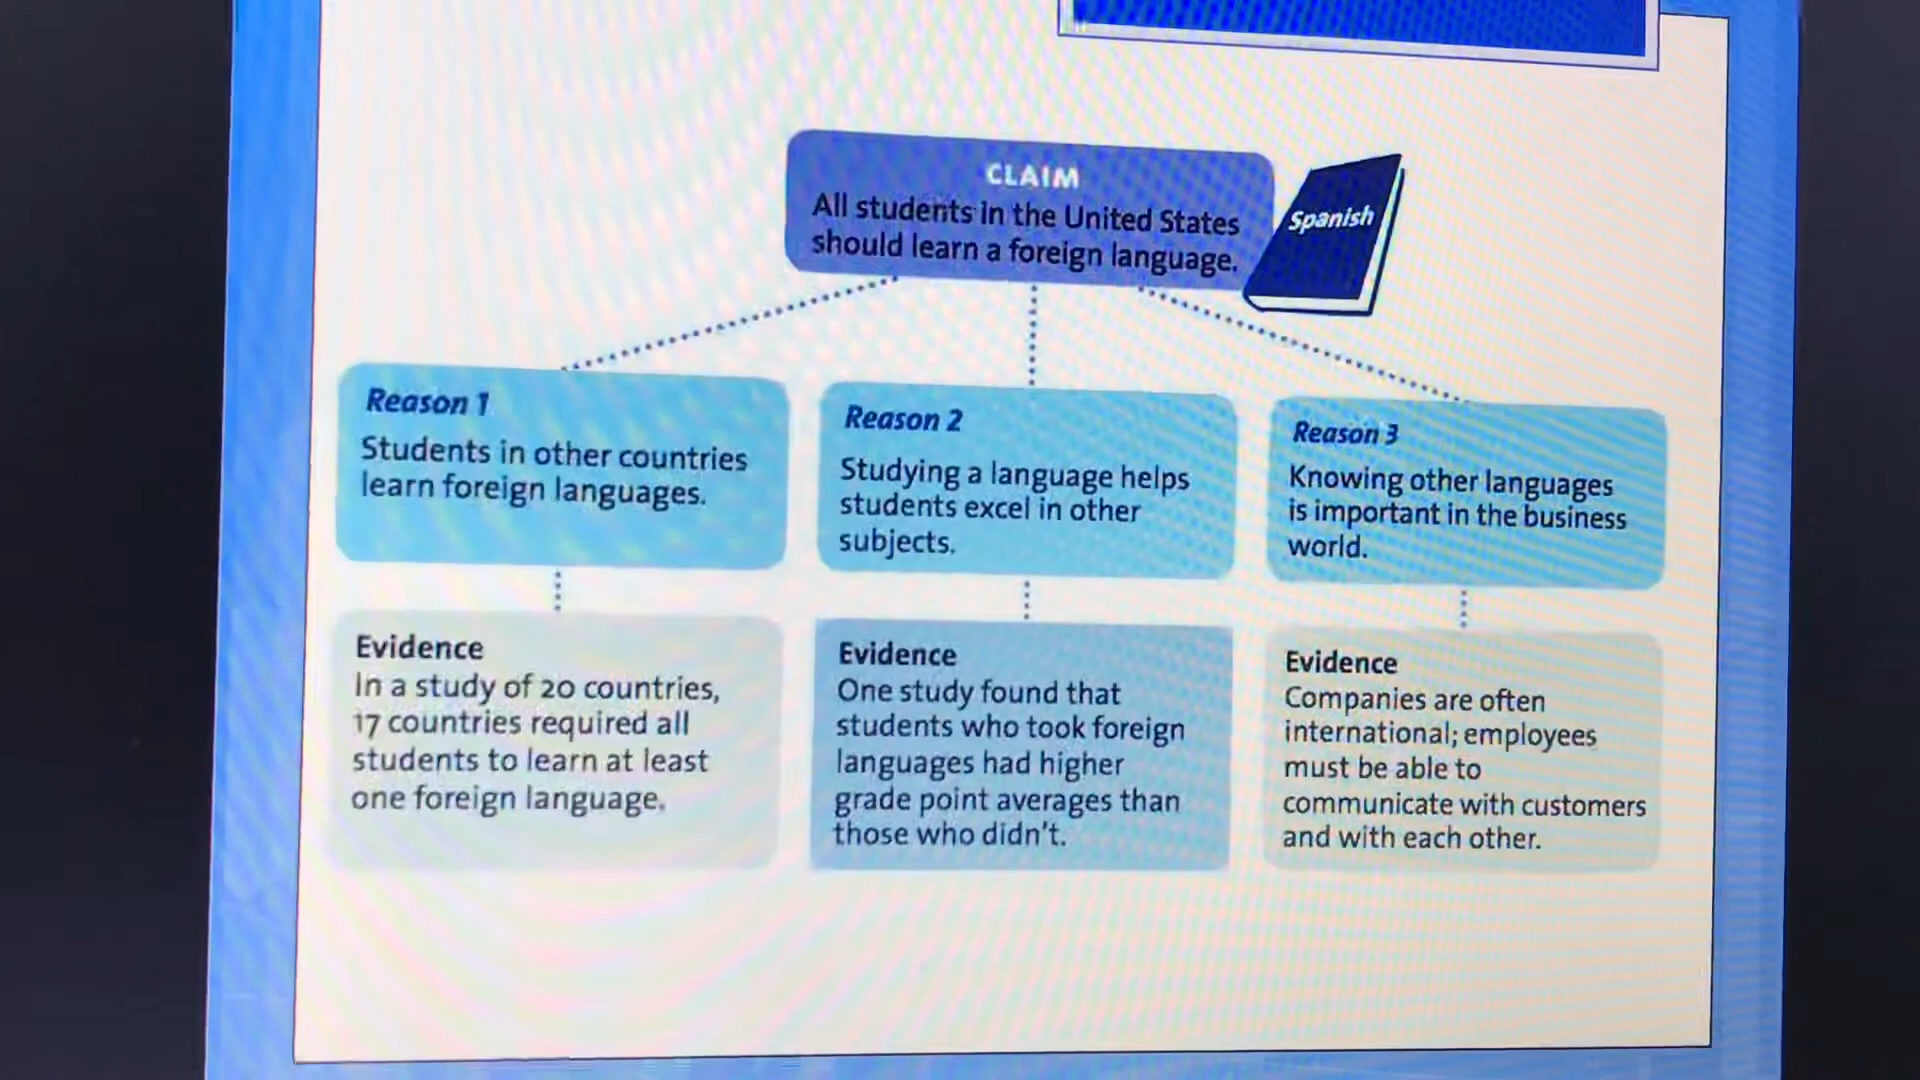 CLAIM
All students in the United States
should learn a foreign language.
Spanish
Reason 1
Students in other countries
learn foreign languages.
Reason 2
Studying a language helps
students excel in other
subjects.
Reason 3
Knowing other languages
is important in the business
world.
Evidence
In a study of 20 countries,
17 countries required all
students to learn at least
one foreign language.
Evidence
One study found that
students who took foreign
languages had higher
grade point averages than
those who didn't.
Evidence
Companies are often
international; employees
must be able to
communicate with customers
and with each other.